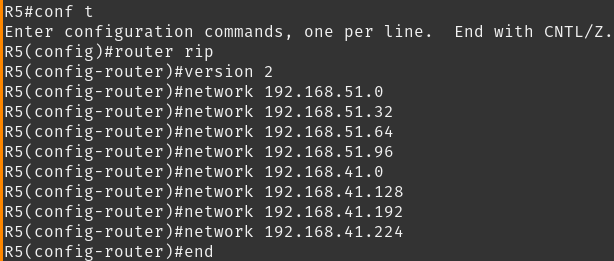 R5#conf t
Enter configuration commands, one per line.  End with CNTL/Z.
R5(config)#router rip
R5(config-router)#version 2
R5(config-router)#network 192.168.51.0
R5(config-router)#network 192.168.51.32
R5(config-router)#network 192.168.51.64
R5(config-router)#network 192.168.51.96
R5(config-router)#network 192.168.41.0
R5(config-router)#network 192.168.41.128
R5(config-router)#network 192.168.41.192
R5(config-router)#network 192.168.41.224
R5(config-router)#end